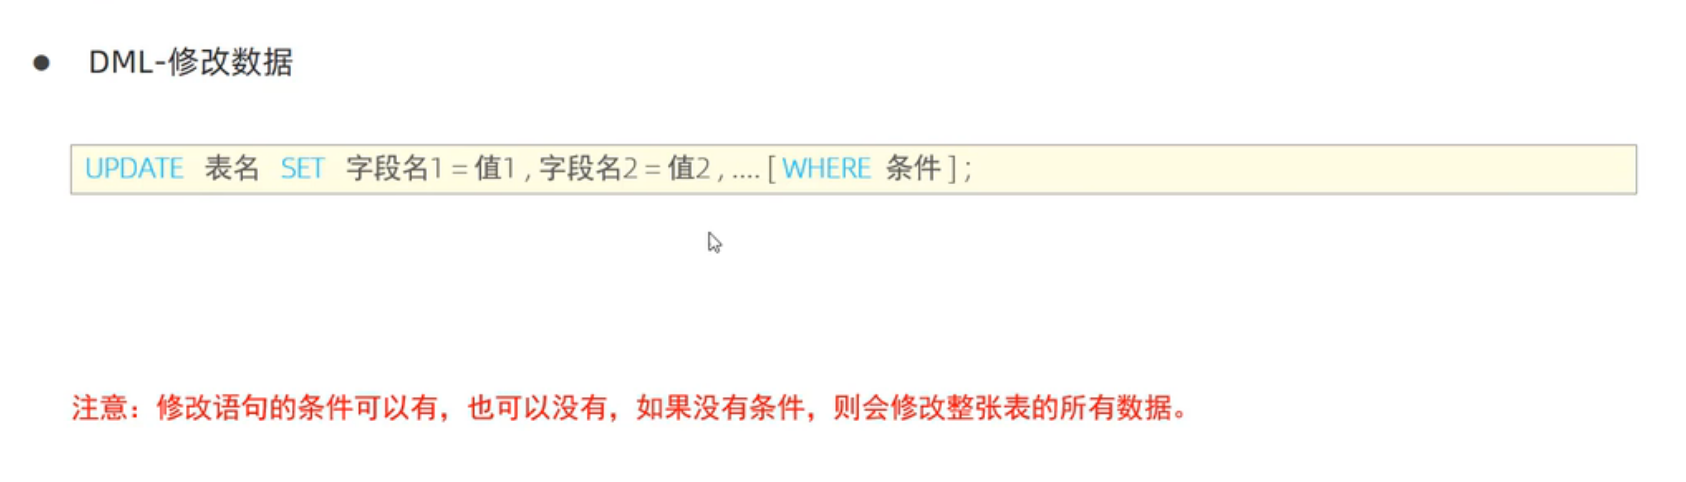 DML-修改数据
UPDATE 表名 SET 字段名1 = 值1 , 字段名2 = 值2 , .... [ WHERE 条件 ] ;
注意：修改语句的条件可以有，也可以没有，如果没有条件，则会修改整张表的所有数据。